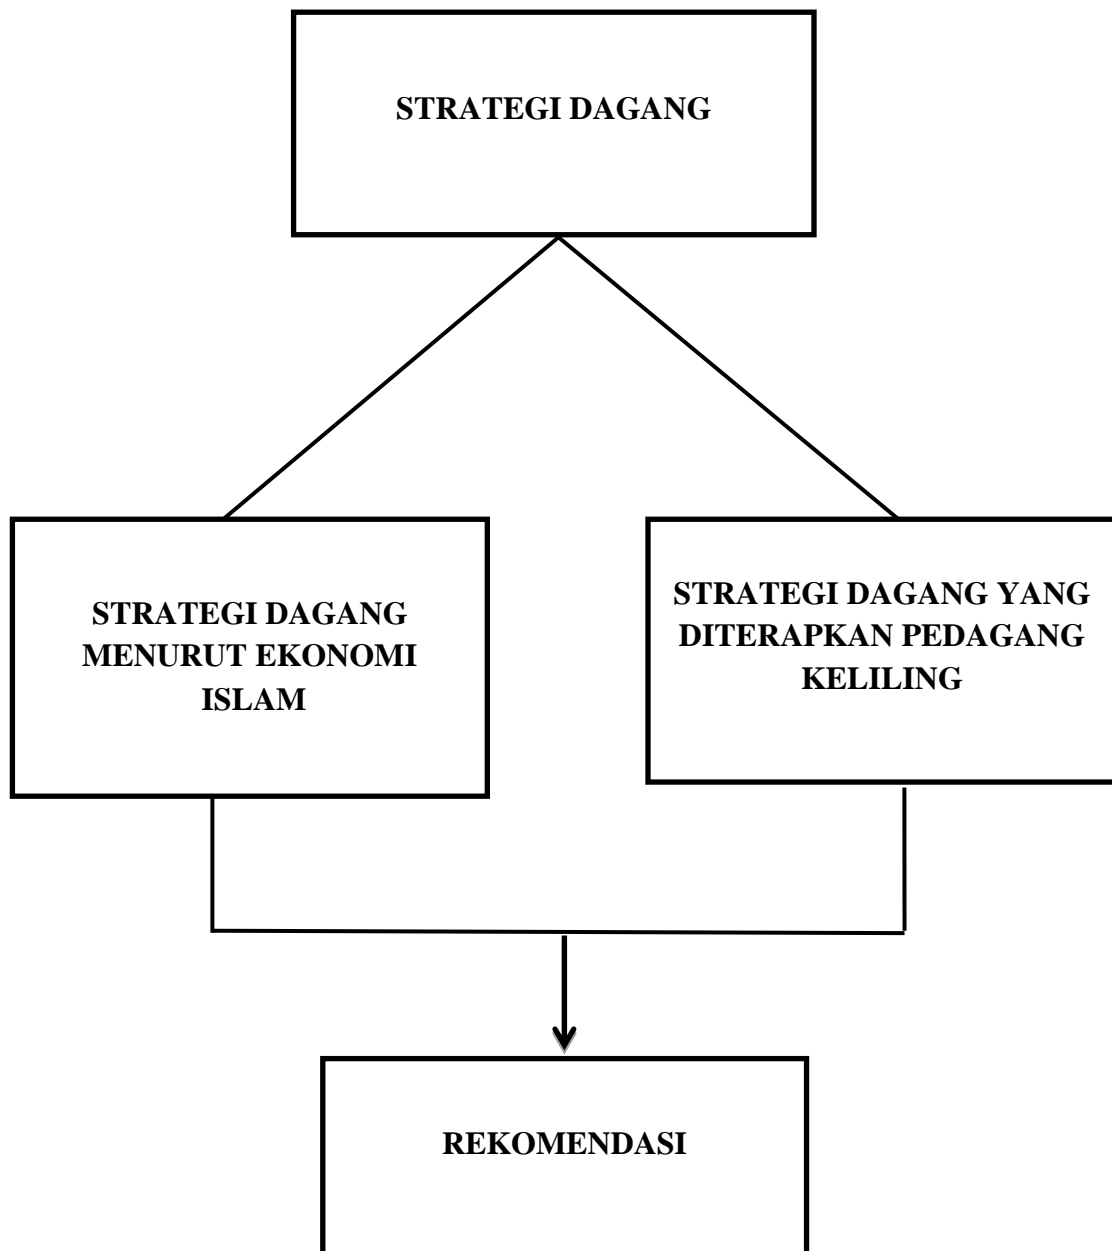 STRATEGI DAGANG
STRATEGI DAGANG
MENURUT EKONOMI
ISLAM
STRATEGI DAGANG YANG
DITERAPKAN PEDAGANG
KELILING
REKOMENDASI